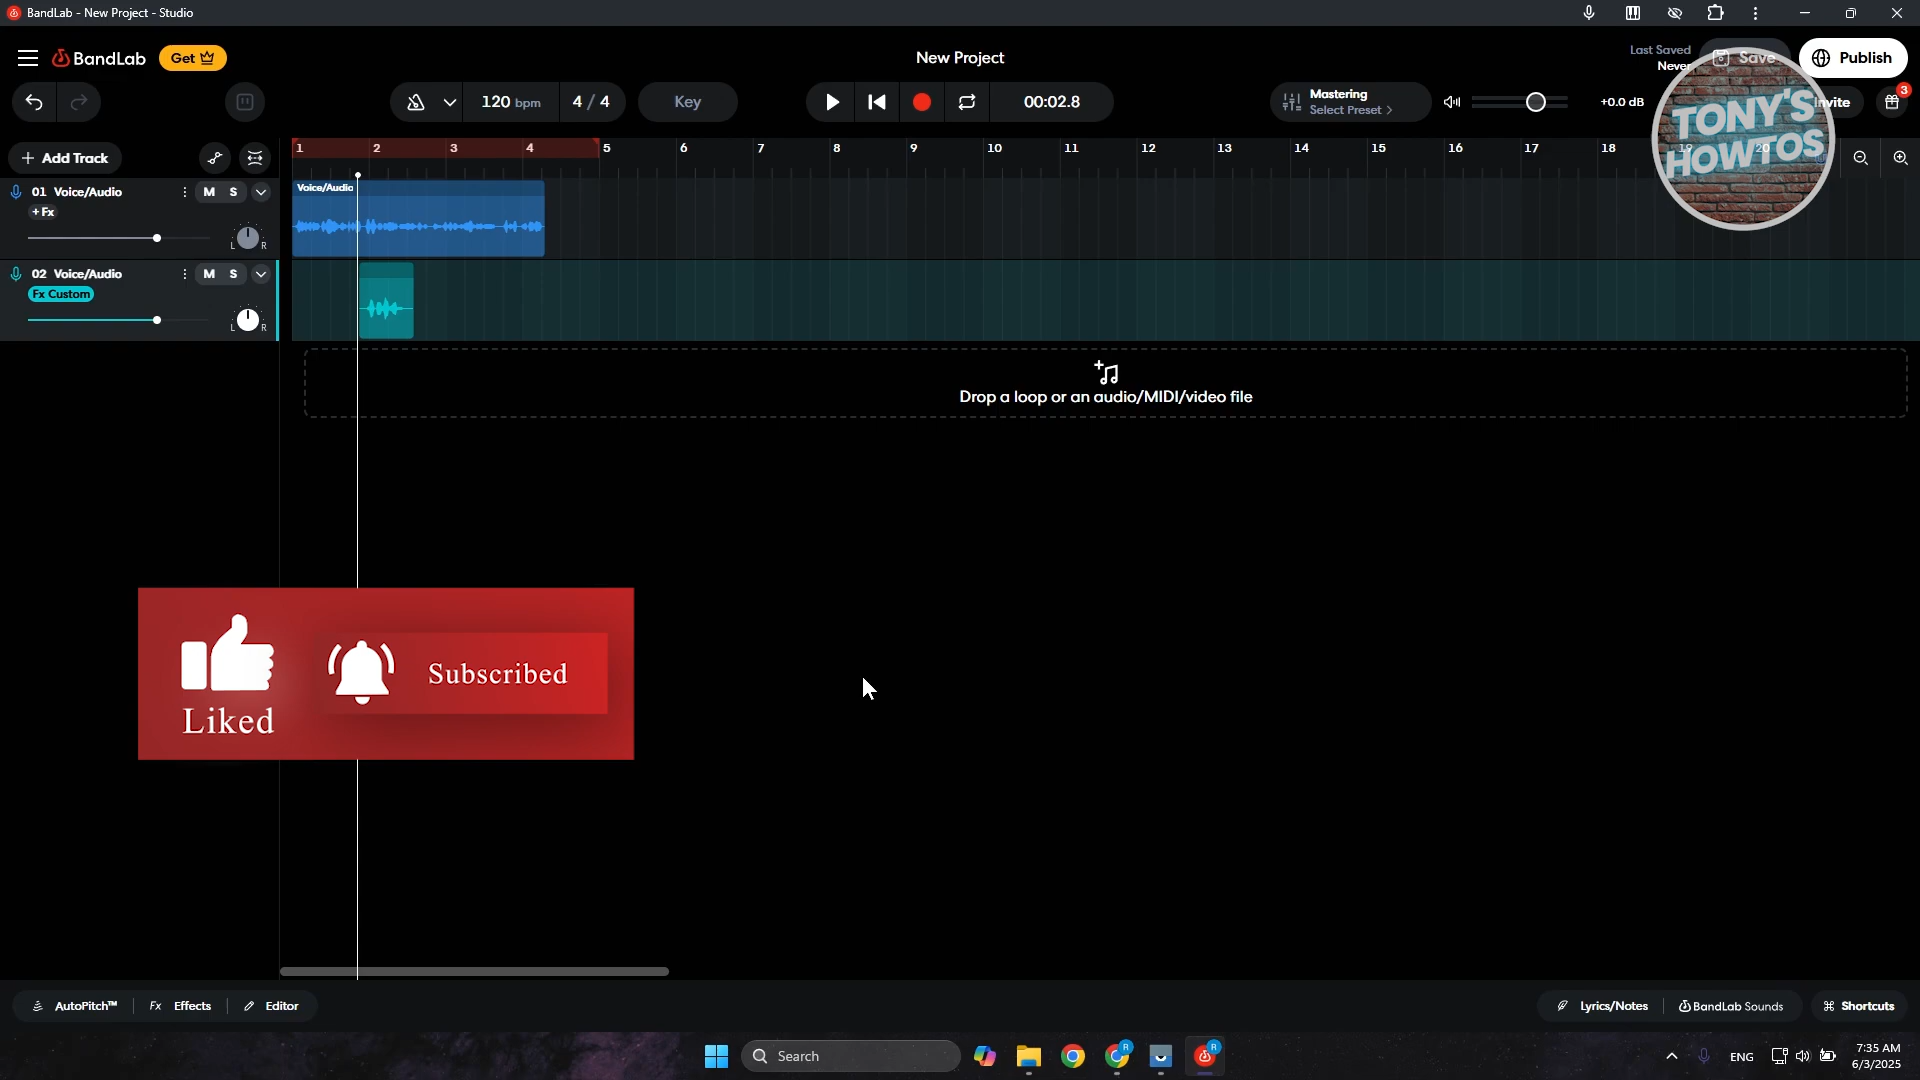 BandLab - New Project - Studio
BandLab
Get
New Project
Last Saved
Never
Save
Publish
120 bpm
4 / 4
Key
00:02.8
Mastering
Select Preset >
+0.0 dB
Invite
3
TONY'S
HOWTOS
+ Add Track
1 2 3 4 5 6 7 8 9 10 11 12 13 14 15 16 17 18 19 20
01 Voice/Audio
M S
+ Fx
L R
Voice/Audio
02 Voice/Audio
M S
Fx Custom
L R
Drop a loop or an audio/MIDI/video file
Liked
Subscribed
AutoPitch™
Fx Effects
Editor
Lyrics/Notes
BandLab Sounds
⌘ Shortcuts
Search
R
R
ENG
7:35 AM
6/3/2025